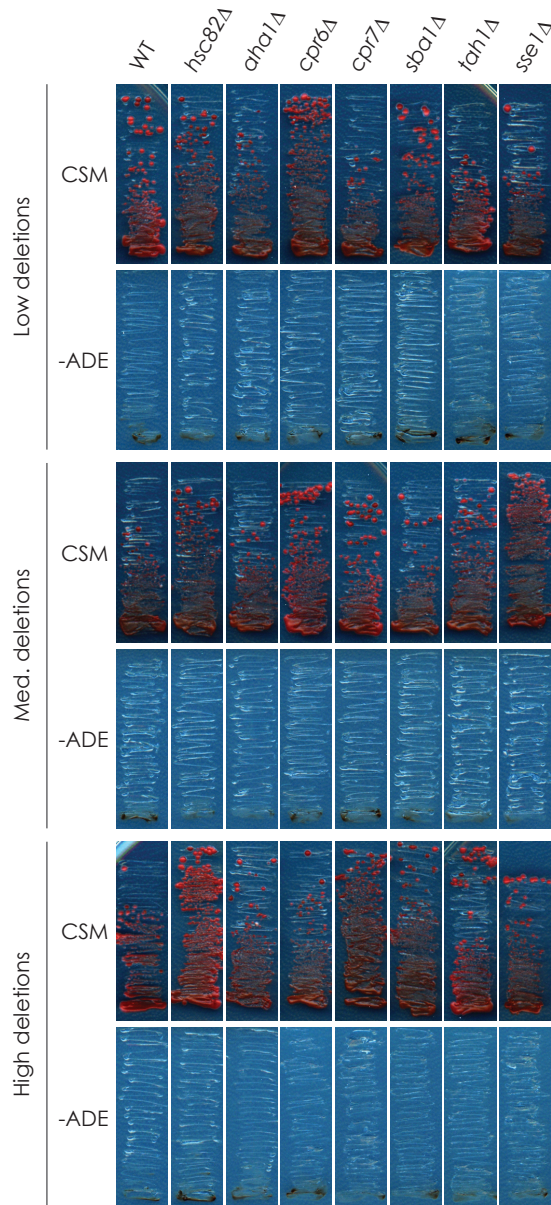 WT hsc82Δ aha1Δ cpr6Δ cpr7Δ sba1Δ tah1Δ sse1Δ
Low deletions
CSM
-ADE
Med. deletions
CSM
-ADE
High deletions
CSM
-ADE